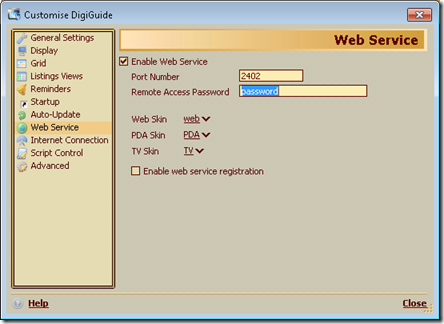 Customise DigiGuide
General Settings
Display
Grid
Listings Views
Reminders
Startup
Auto-Update
Web Service
Internet Connection
Script Control
Advanced
Web Service
Enable Web Service
Port Number 2402
Remote Access Password password
Web Skin web
PDA Skin PDA
TV Skin TV
Enable web service registration
Help
Close